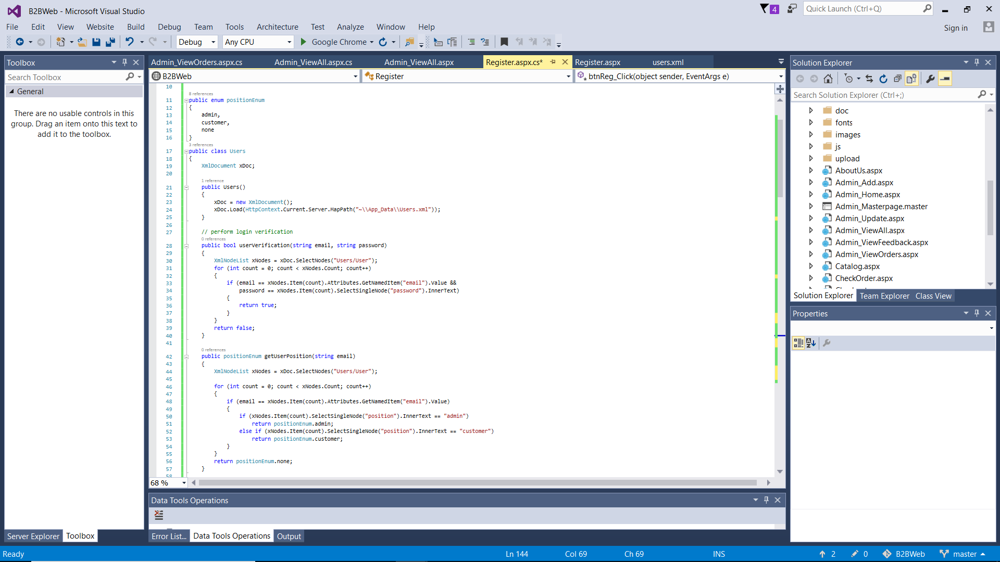 B2BWeb - Microsoft Visual Studio
4
Quick Launch (Ctrl+Q)
File Edit View Website Build Debug Team Tools Architecture Test Analyze Window Help
Sign in
Debug Any CPU Google Chrome
Toolbox
Search Toolbox
General
There are no usable controls in this
group. Drag an item onto this text to
add it to the toolbox.
Server Explorer Toolbox
Admin_ViewOrders.aspx.cs Admin_ViewAll.aspx.cs Admin_ViewAll.aspx Register.aspx.cs* Register.aspx users.xml
B2BWeb Register btnReg_Click(object sender, EventArgs e)
10
8 references
11 public enum positionEnum
12 {
13 admin,
14 customer,
15 none
16 }
3 references
17 public class Users
18 {
19 XmlDocument xDoc;
20
1 reference
21 public Users()
22 {
23 xDoc = new XmlDocument();
24 xDoc.Load(HttpContext.Current.Server.MapPath("~\\App_Data\\Users.xml"));
25 }
26
27 // perform login verification
0 references
28 public bool userVerification(string email, string password)
29 {
30 XmlNodeList xNodes = xDoc.SelectNodes("Users/User");
31 for (int count = 0; count < xNodes.Count; count++)
32 {
33 if (email == xNodes.Item(count).Attributes.GetNamedItem("email").Value &&
34 password == xNodes.Item(count).SelectSingleNode("password").InnerText)
35 {
36 return true;
37 }
38 }
39 return false;
40 }
41
0 references
42 public positionEnum getUserPosition(string email)
43 {
44 XmlNodeList xNodes = xDoc.SelectNodes("Users/User");
45
46 for (int count = 0; count < xNodes.Count; count++)
47 {
48 if (email == xNodes.Item(count).Attributes.GetNamedItem("email").Value)
49 {
50 if (xNodes.Item(count).SelectSingleNode("position").InnerText == "admin")
51 return positionEnum.admin;
52 else if (xNodes.Item(count).SelectSingleNode("position").InnerText == "customer")
53 return positionEnum.customer;
54 }
55 }
56 return positionEnum.none;
57 }
58
68 %
Data Tools Operations
Error List... Data Tools Operations Output
Solution Explorer
Search Solution Explorer (Ctrl+;)
doc
fonts
images
js
upload
AboutUs.aspx
Admin_Add.aspx
Admin_Home.aspx
Admin_Masterpage.master
Admin_Update.aspx
Admin_ViewAll.aspx
Admin_ViewFeedback.aspx
Admin_ViewOrders.aspx
Catalog.aspx
CheckOrder.aspx
Solution Explorer Team Explorer Class View
Properties
Ready Ln 144 Col 69 Ch 69 INS 2 0 B2BWeb master